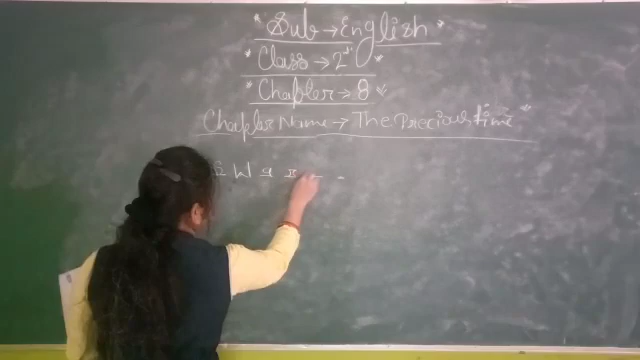 Sub → English
Class → 2nd
Chapter → 8
Chapter Name → The Precious time